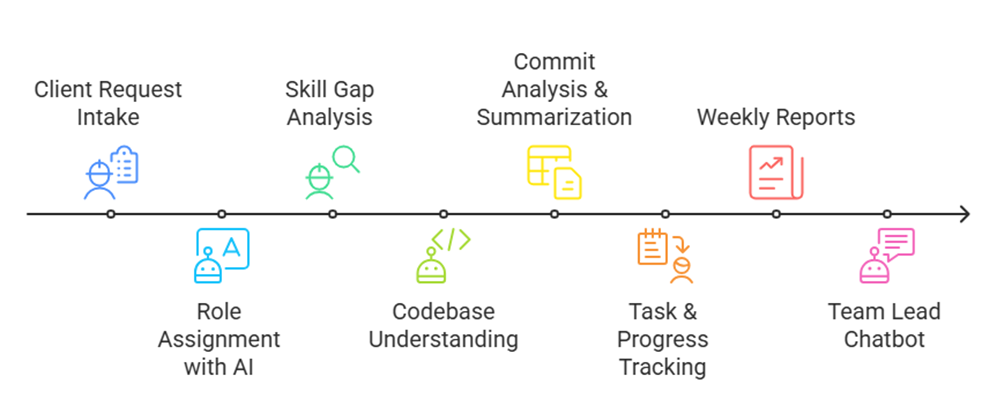 Client Request
Intake
Skill Gap
Analysis
Commit
Analysis &
Summarization
Weekly Reports
A
</>
Role
Assignment
with AI
Codebase
Understanding
Task &
Progress
Tracking
Team Lead
Chatbot